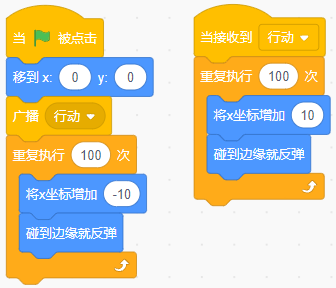 当 被点击
移到 x: 0 y: 0
广播 行动
重复执行 100 次
将x坐标增加 -10
碰到边缘就反弹
当接收到 行动
重复执行 100 次
将x坐标增加 10
碰到边缘就反弹